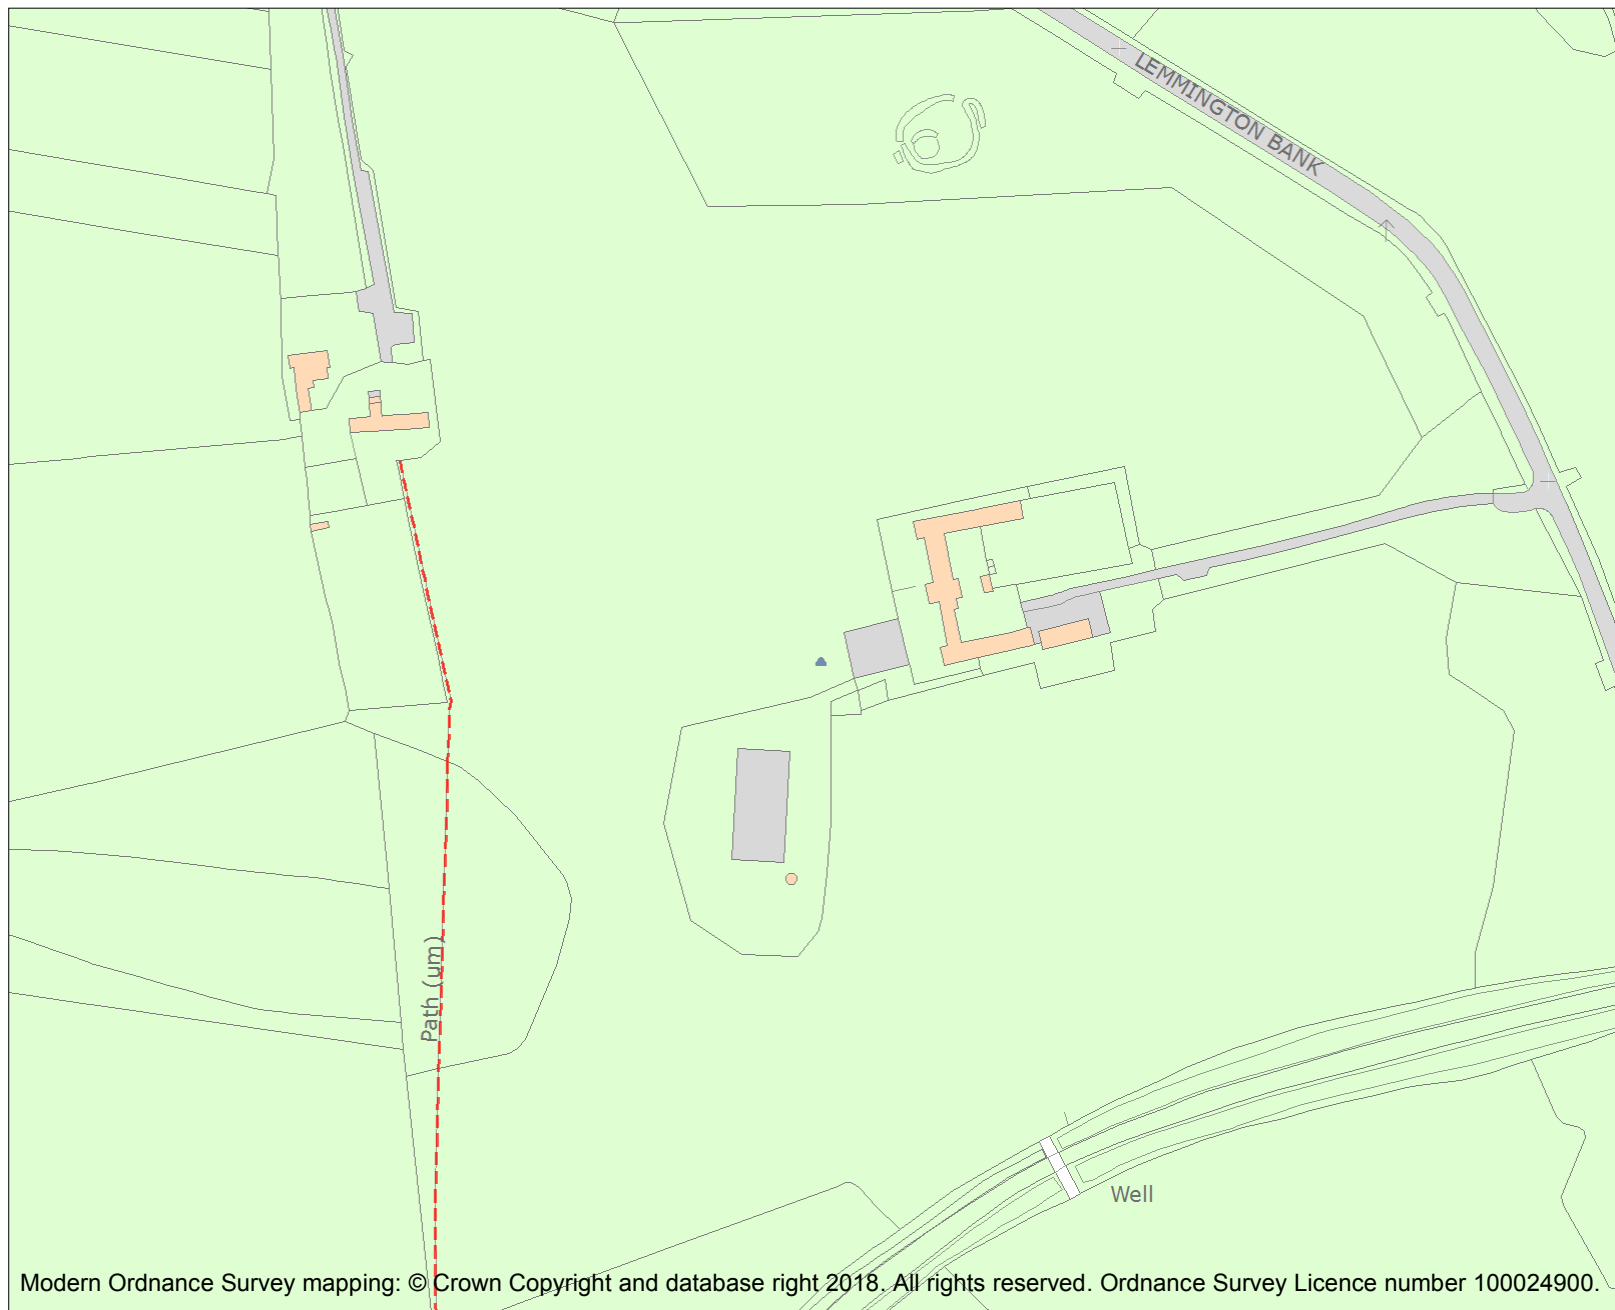 LEMMINGTON BANK
Path (um)
Well
Modern Ordnance Survey mapping: © Crown Copyright and database right 2018. All rights reserved. Ordnance Survey Licence number 100024900.